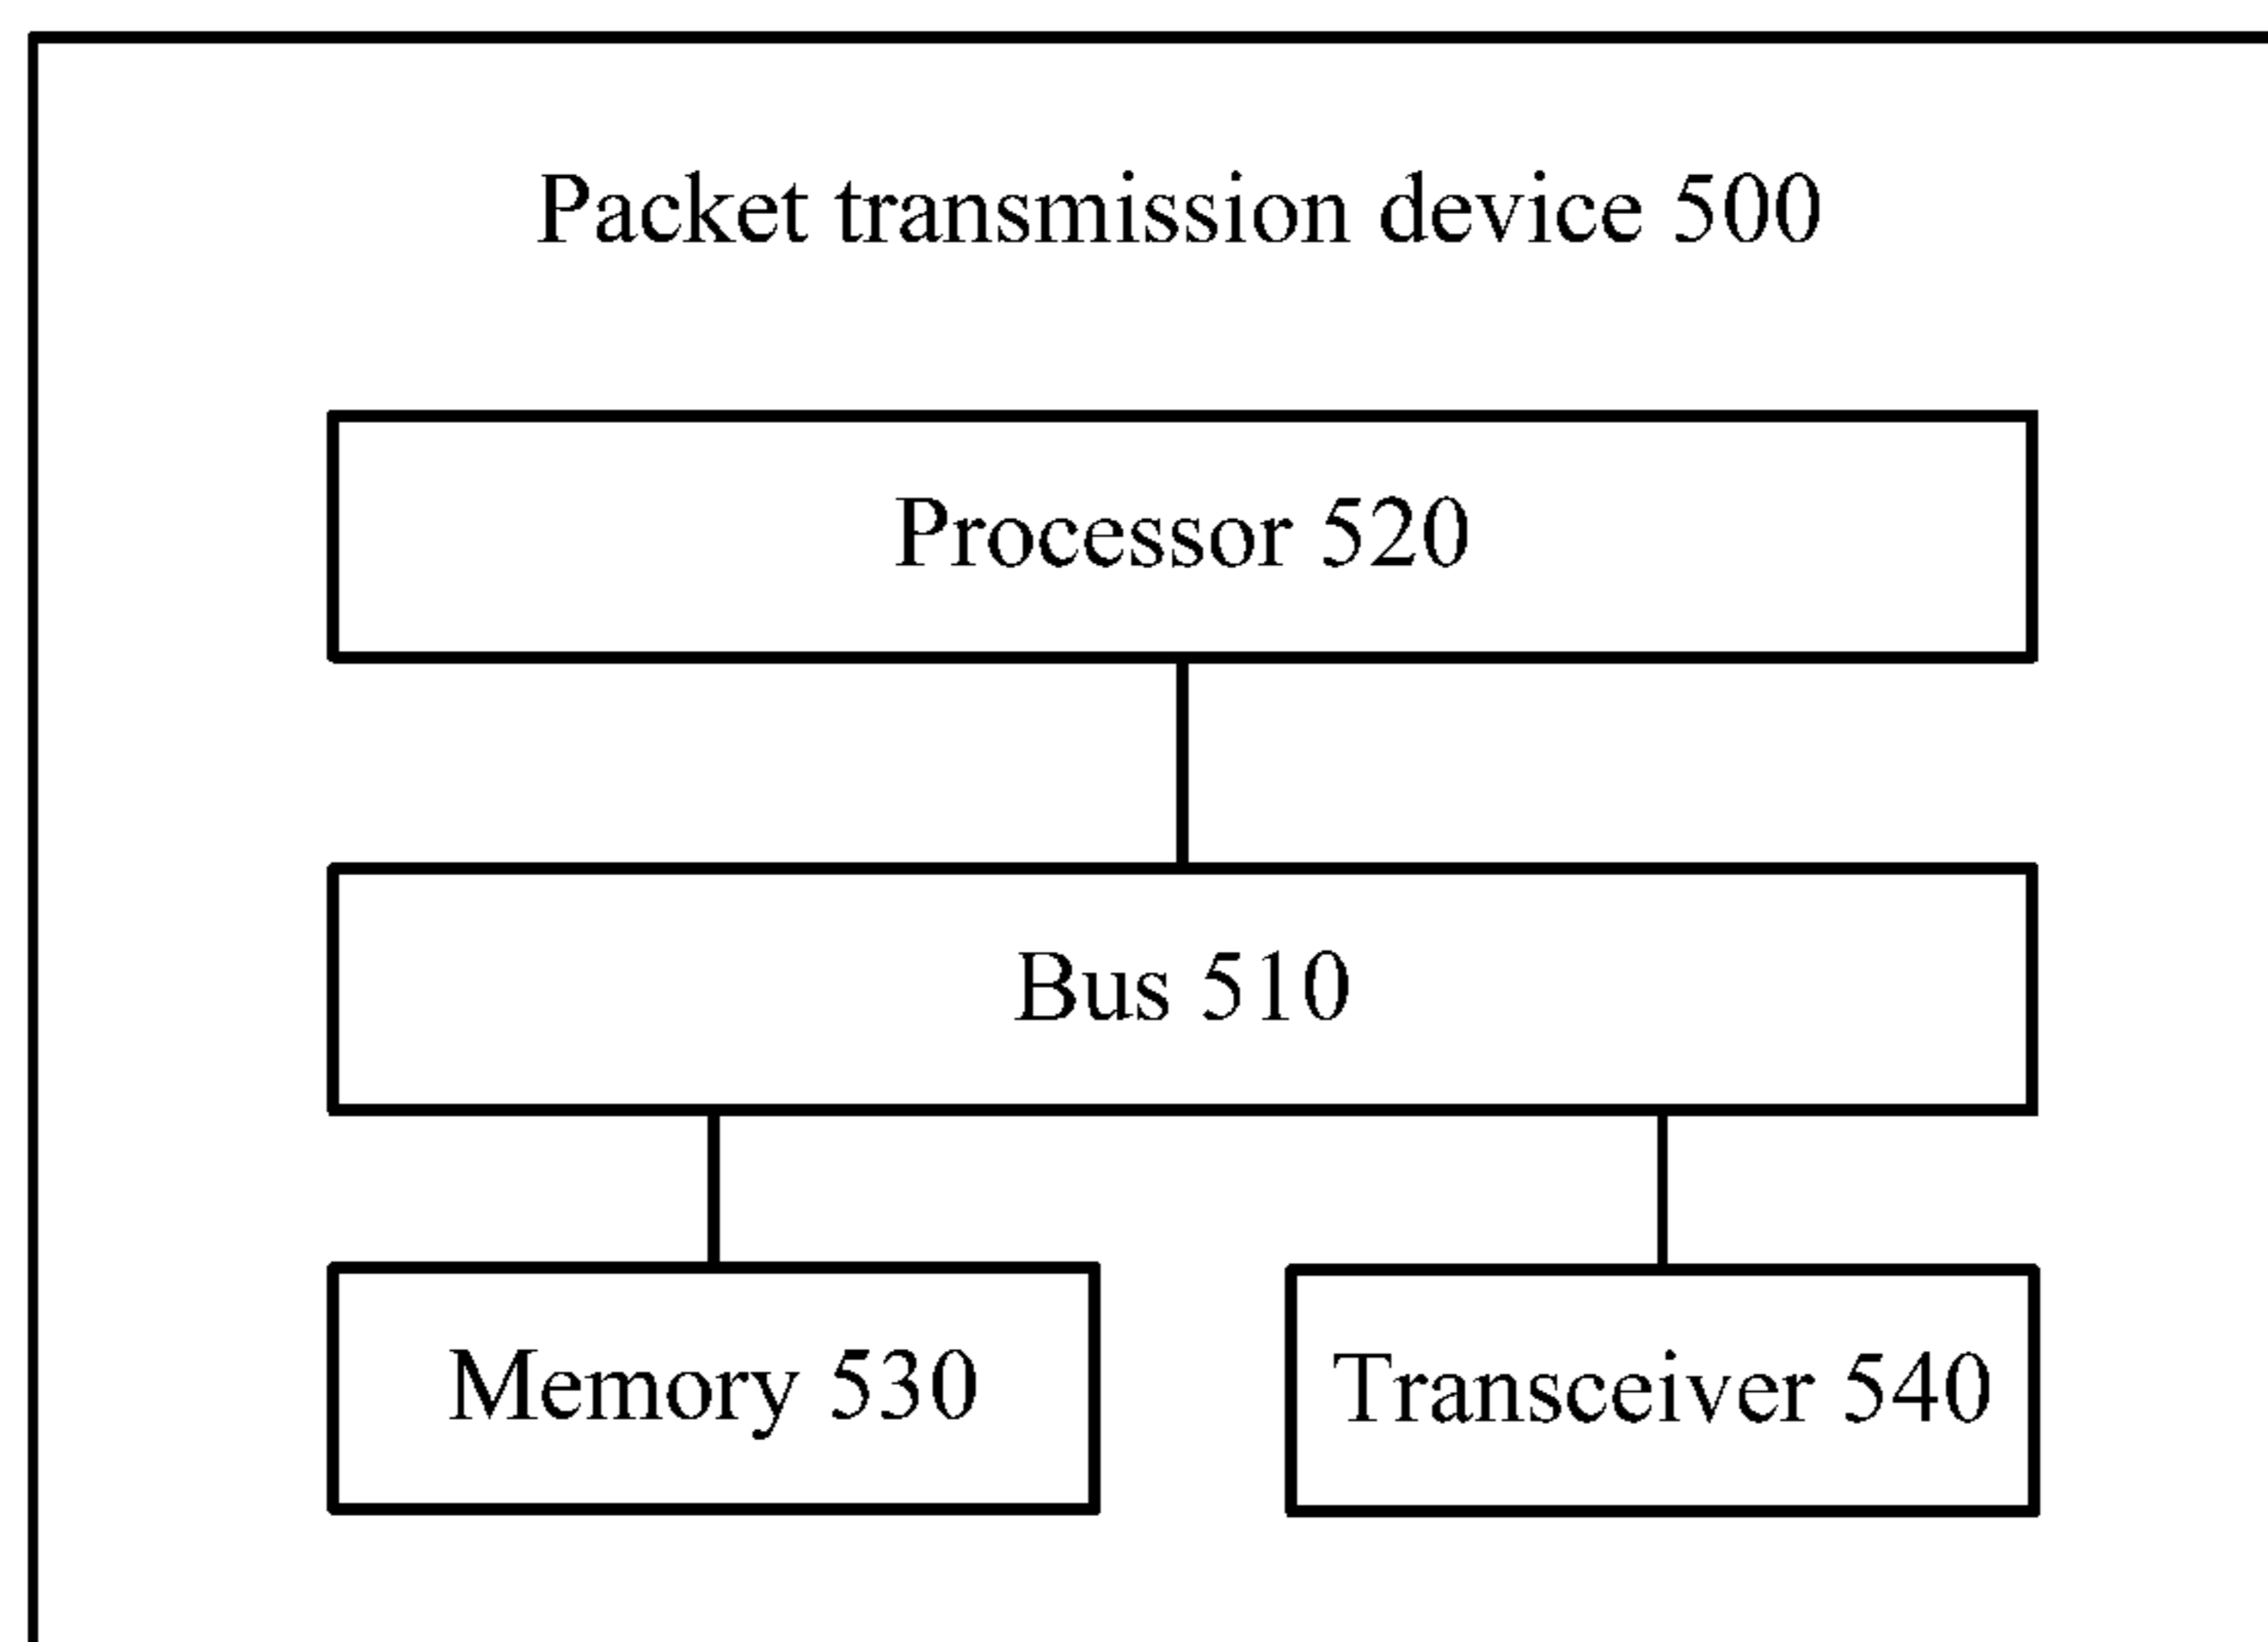 Packet transmission device 500
Processor 520
Bus 510
Memory 530
Transceiver 540